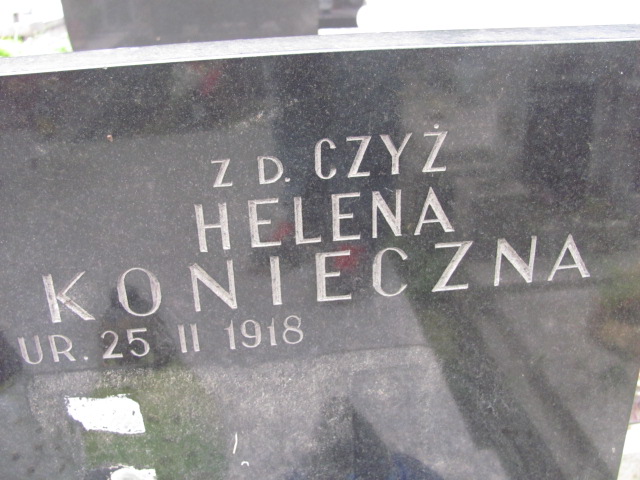 Z D. CZYŻ
HELENA
KONIECZNA
UR. 25 II 1918